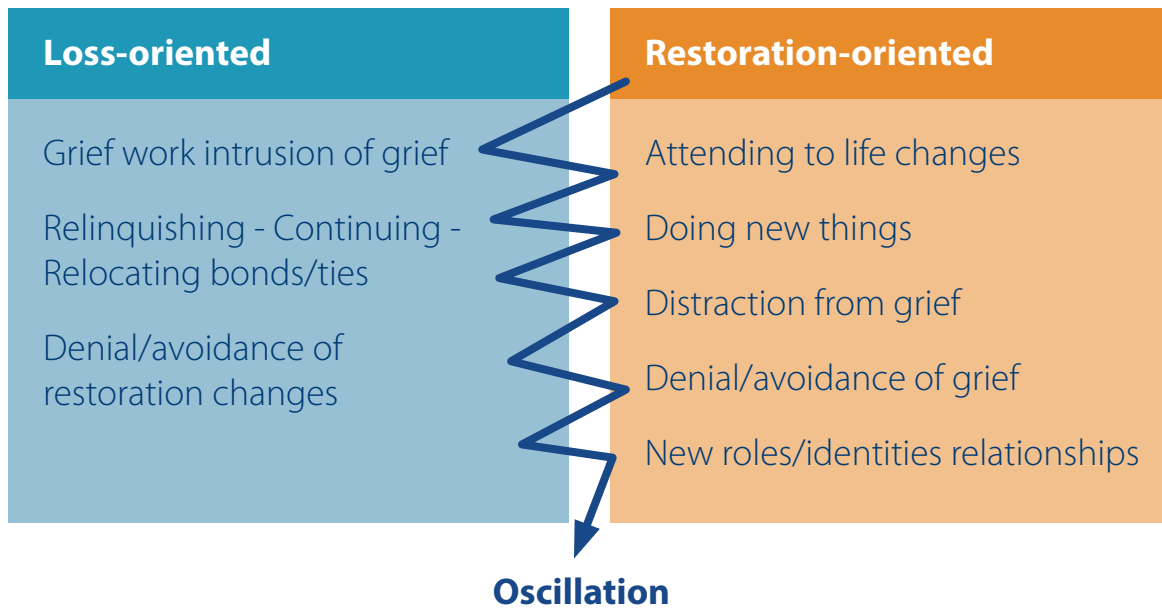 Loss-oriented
Grief work intrusion of grief
Relinquishing - Continuing -
Relocating bonds/ties
Denial/avoidance of
restoration changes
Restoration-oriented
Attending to life changes
Doing new things
Distraction from grief
Denial/avoidance of grief
New roles/identities relationships
Oscillation